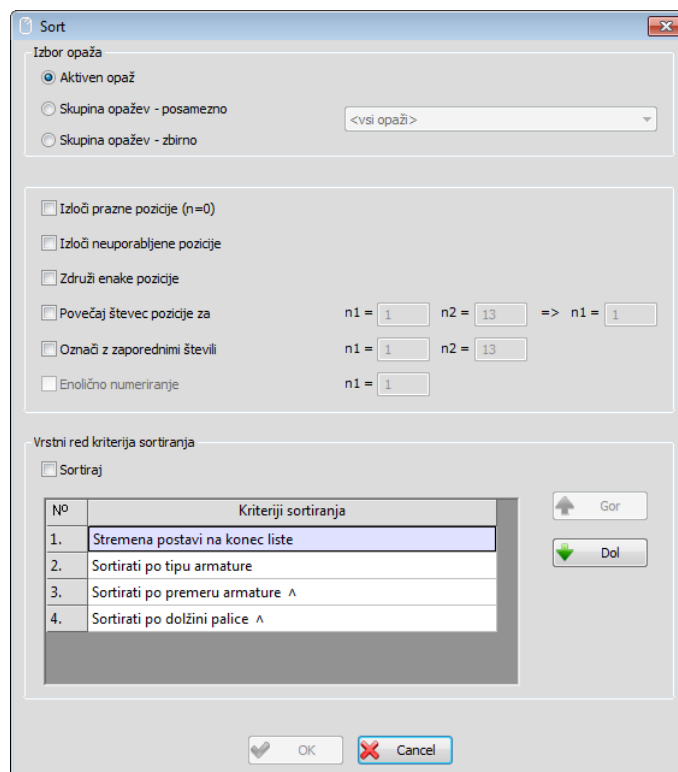 Sort
Izbor opaža
Aktiven opaž
Skupina opažev - posamezno
<vsi opaži>
Skupina opažev - zbirno
Izloči prazne pozicije (n=0)
Izloči neuporabljene pozicije
Združi enake pozicije
Povečaj števec pozicije za n1 = 1 n2 = 13 => n1 = 1
Označi z zaporednimi števili n1 = 1 n2 = 13
Enolično numeriranje n1 = 1
Vrstni red kriterija sortiranja
Sortiraj
Nº Kriteriji sortiranja
1. Stremena postavi na konec liste
2. Sortirati po tipu armature
3. Sortirati po premeru armature ^
4. Sortirati po dolžini palice ^
Gor
Dol
OK Cancel